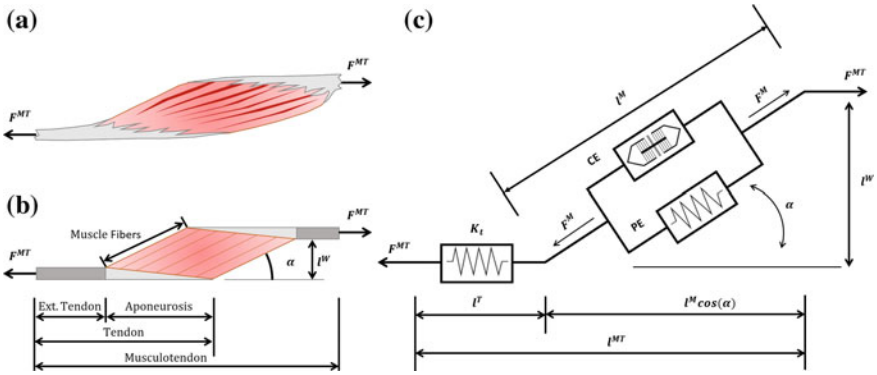 (a)
F^MT
F^MT
(b)
Muscle Fibers
F^MT
F^MT
α
l^W
Ext. Tendon
Aponeurosis
Tendon
Musculotendon
(c)
l^M
F^MT
F^M
CE
PE
F^M
α
l^W
K_t
F^MT
l^T
l^M cos(α)
l^MT